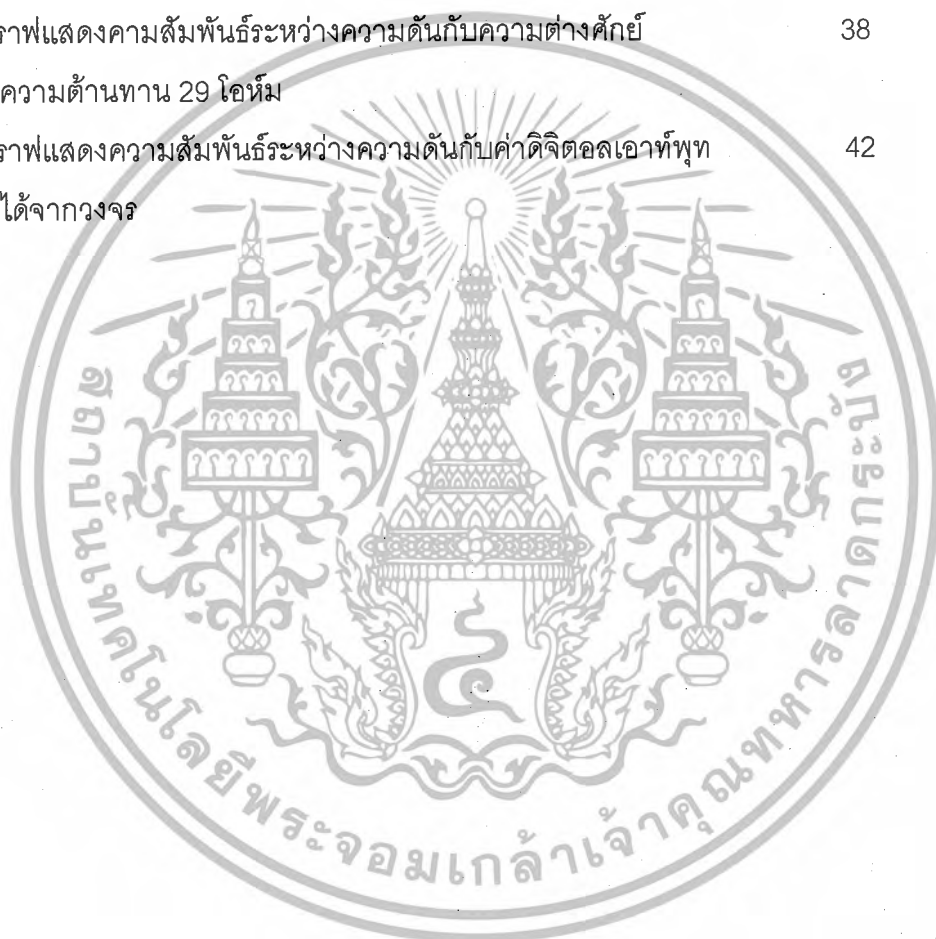 ราฟแสดงคามสัมพันธ์ระหว่างความดันกับความต่างศักย์ 38
ความต้านทาน 29 โอห์ม
ราฟแสดงความสัมพันธ์ระหว่างความดันกับค่าดิจิตอลเอาท์พุท 42
ได้จากวงจร
สถาบันเทคโนโลยีพระจอมเกล้าเจ้าคุณทหารลาดกระบัง